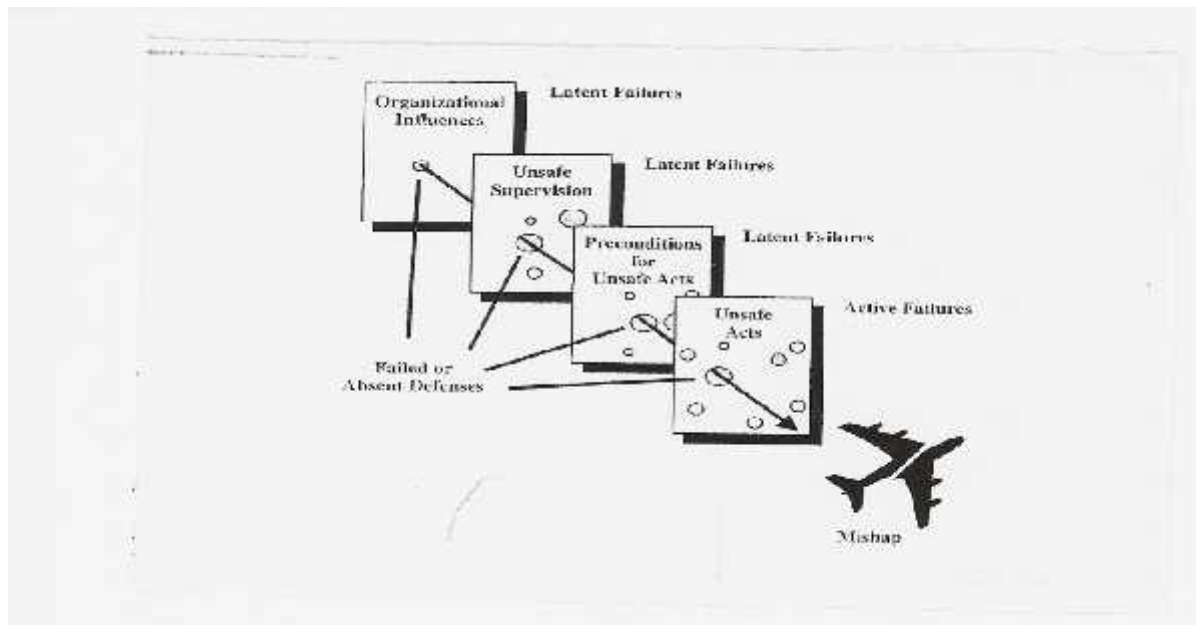 Organizational
Influences
Latent Failures
Unsafe
Supervision
Latent Failures
Preconditions
for
Unsafe Acts
Latent Failures
Unsafe
Acts
Active Failures
Failed or
Absent Defenses
Mishap